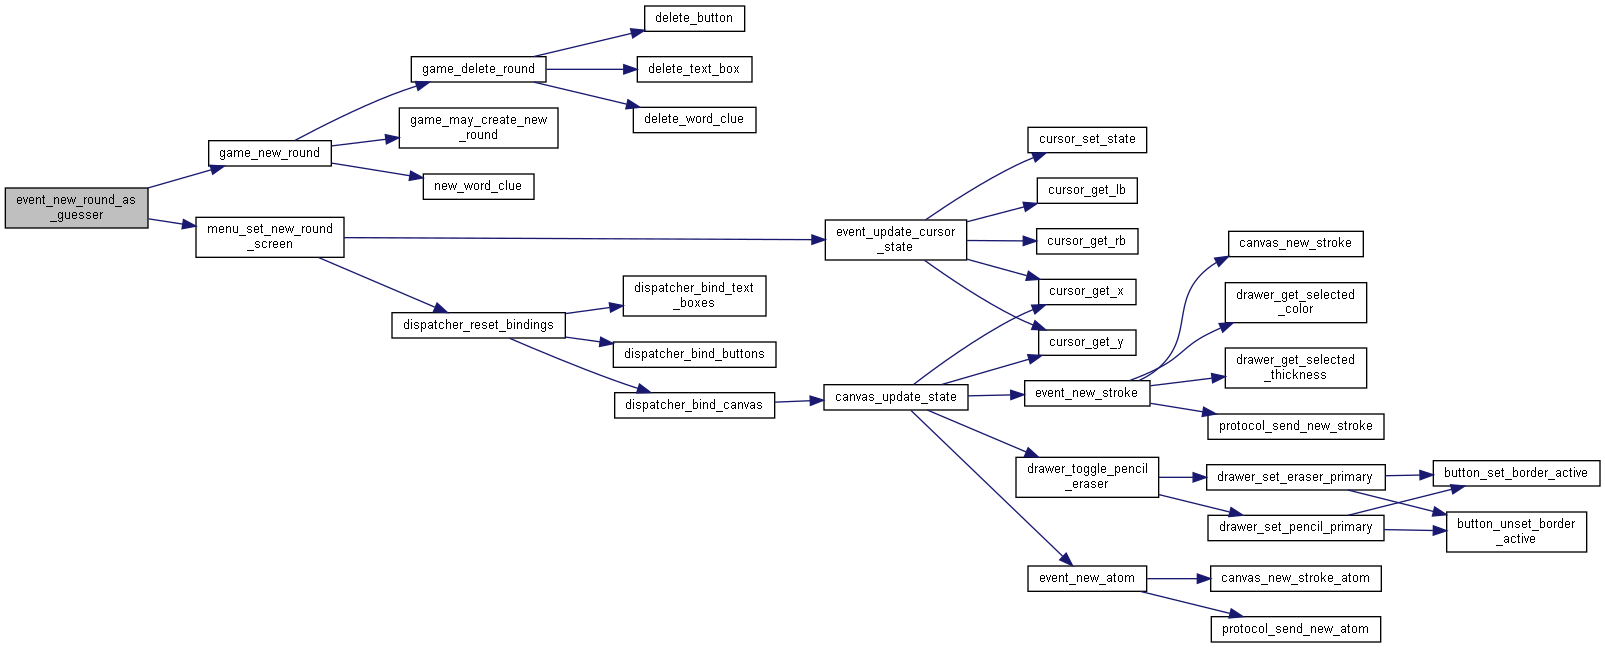 event_new_round_as
_guesser
game_new_round
menu_set_new_round
_screen
game_delete_round
game_may_create_new
_round
new_word_clue
dispatcher_reset_bindings
delete_button
delete_text_box
delete_word_clue
dispatcher_bind_text
_boxes
dispatcher_bind_buttons
dispatcher_bind_canvas
event_update_cursor
_state
canvas_update_state
cursor_set_state
cursor_get_lb
cursor_get_rb
cursor_get_x
cursor_get_y
event_new_stroke
drawer_toggle_pencil
_eraser
event_new_atom
canvas_new_stroke
drawer_get_selected
_color
drawer_get_selected
_thickness
protocol_send_new_stroke
drawer_set_eraser_primary
drawer_set_pencil_primary
canvas_new_stroke_atom
protocol_send_new_atom
button_set_border_active
button_unset_border
_active